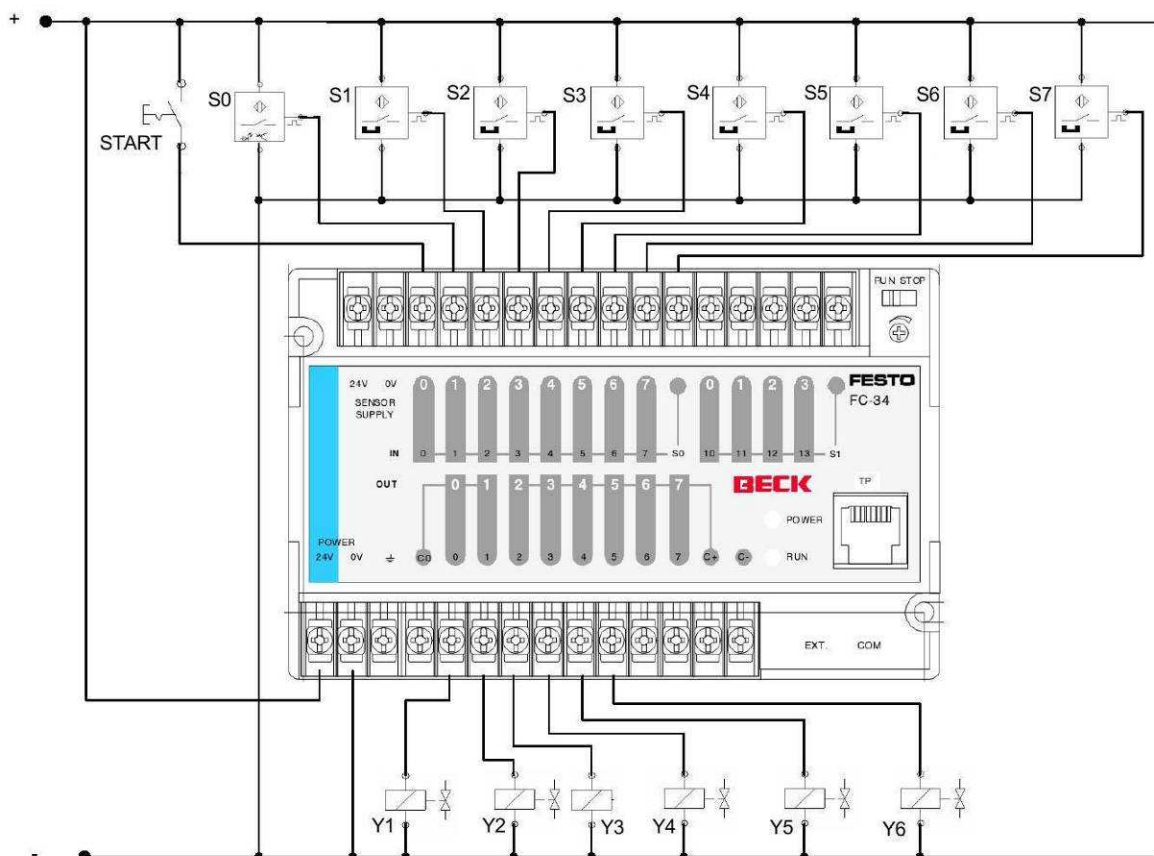 +
S0 S1 S2 S3 S4 S5 S6 S7
START
RUN STOP
24V 0V 0 1 2 3 4 5 6 7 0 1 2 3 FESTO
SENSOR SUPPLY FC-34
IN 0 1 2 3 4 5 6 7 S0 10 11 12 13 S1
OUT 0 1 2 3 4 5 6 7 BECK TP
POWER
POWER
24V 0V C0 0 1 2 3 4 5 6 7 C+ C- RUN
EXT. COM
Y1 Y2 Y3 Y4 Y5 Y6
-